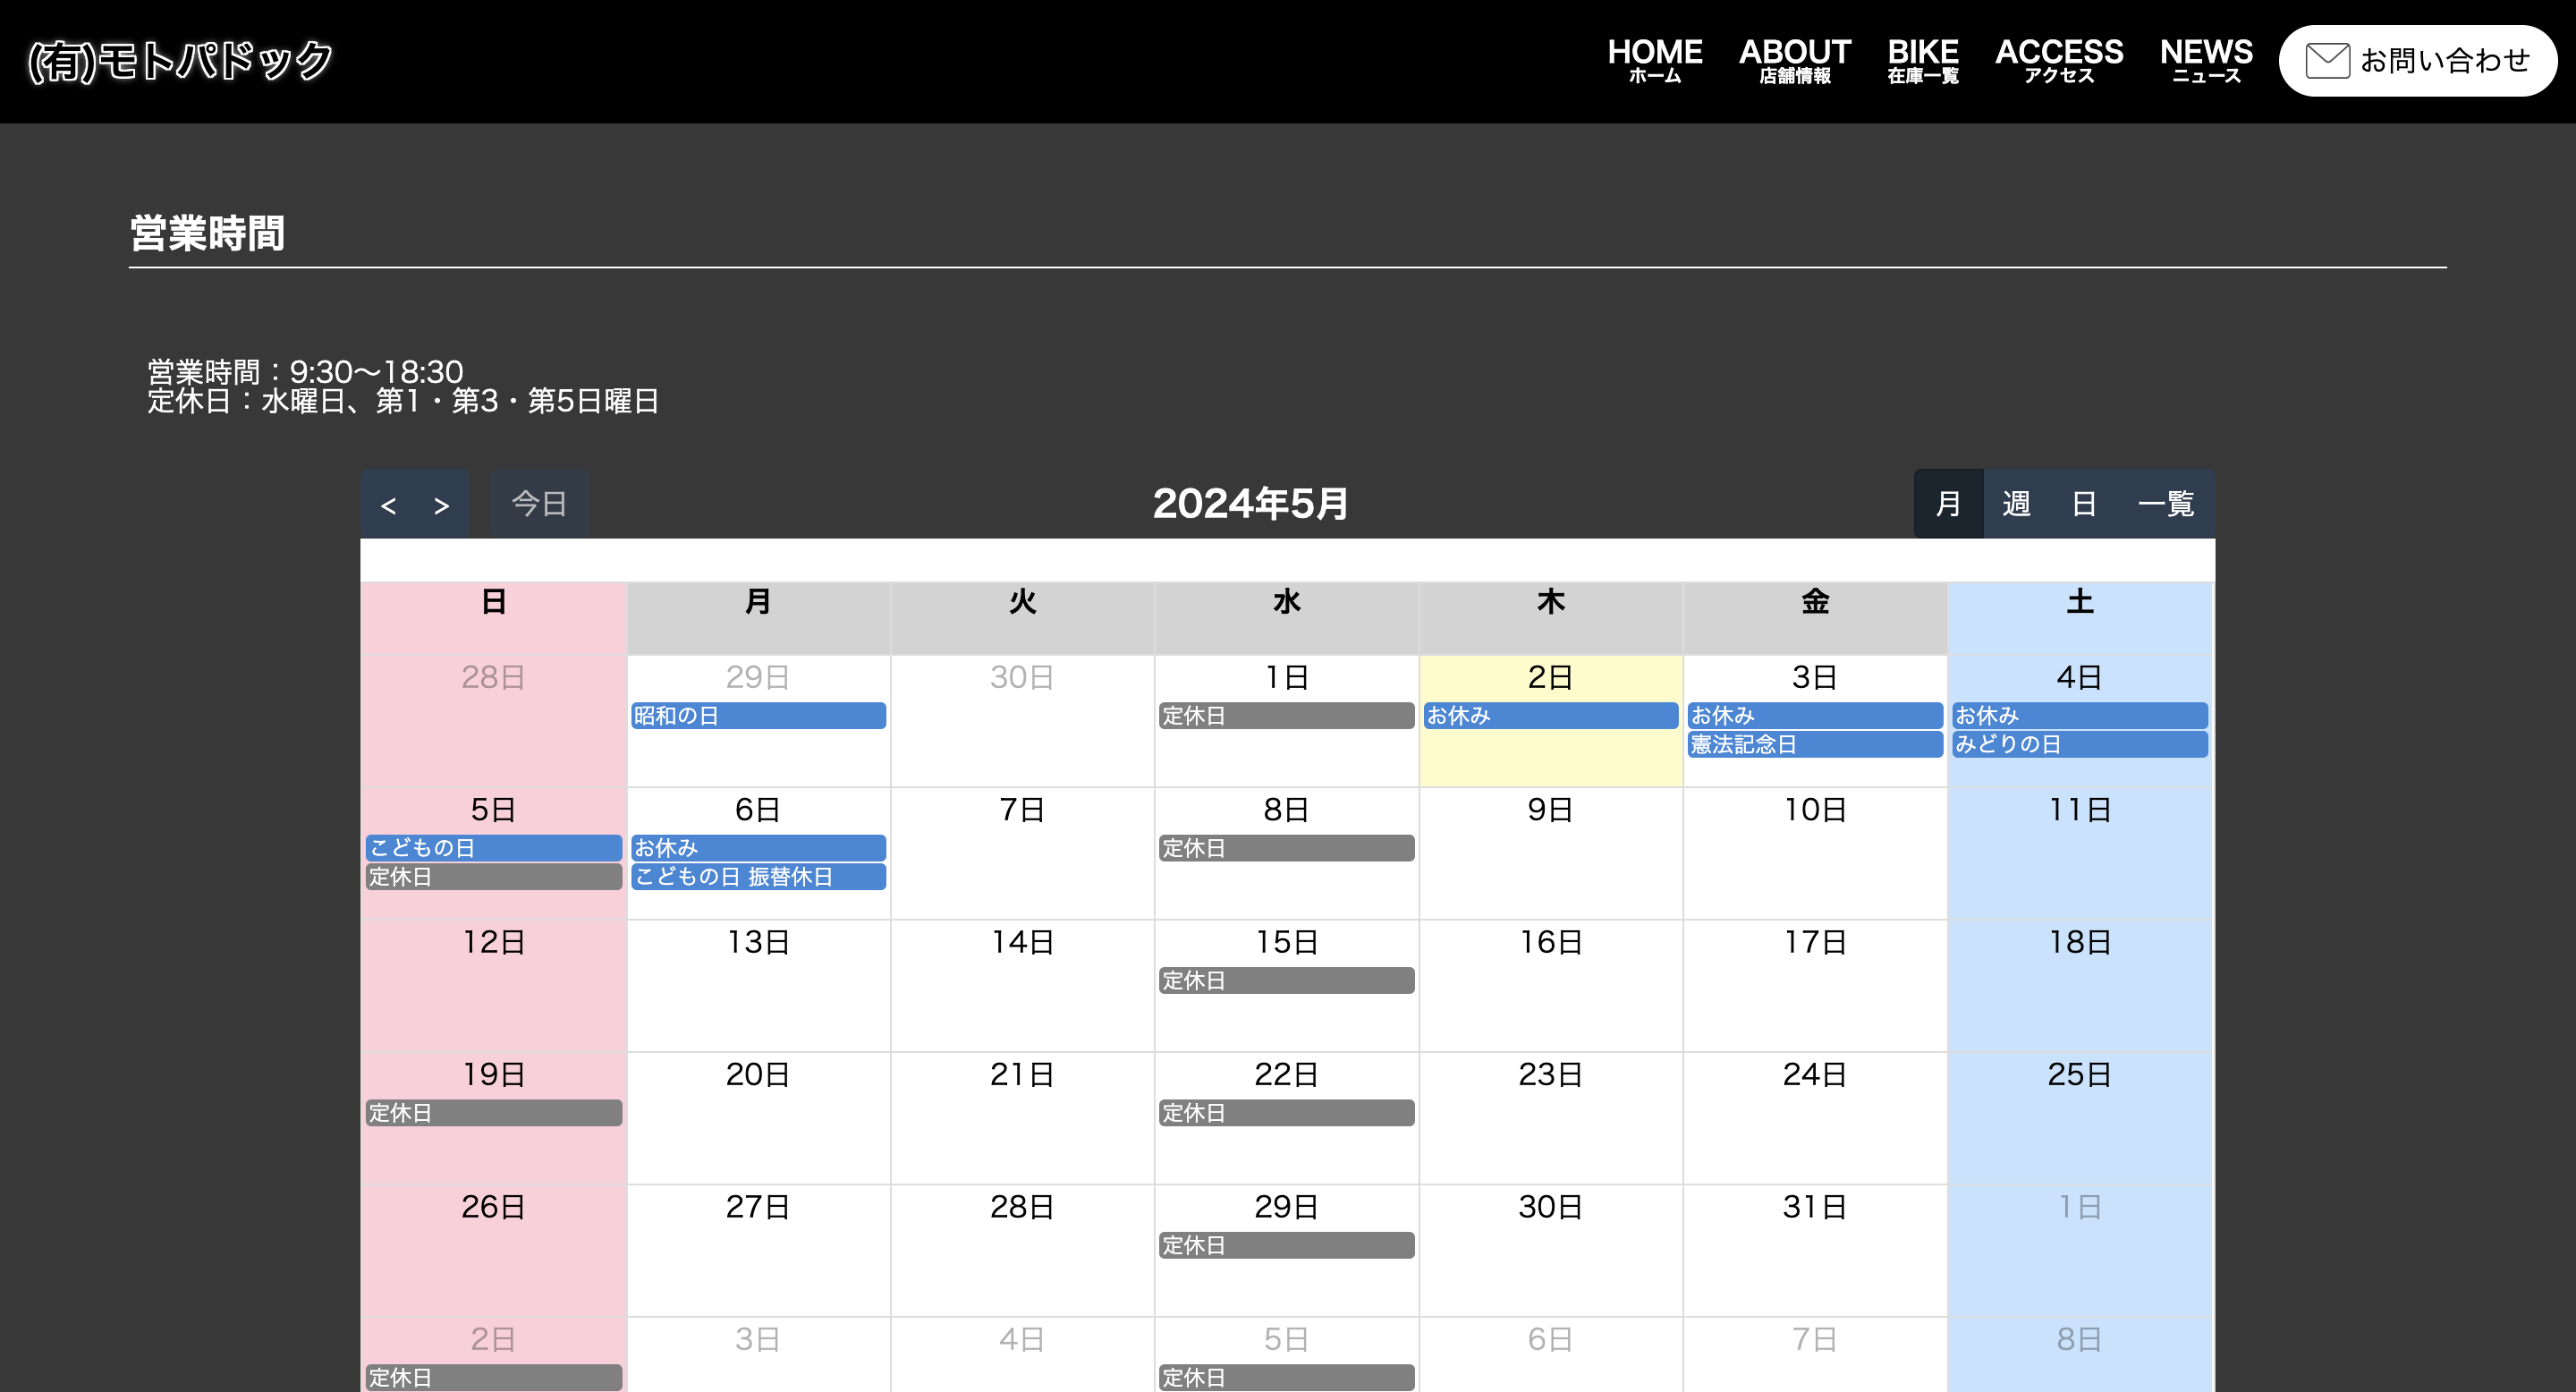 (有)モトパドック
HOME ABOUT BIKE ACCESS NEWS お問い合わせ
ホーム 店舗情報 在庫一覧 アクセス ニュース
営業時間
営業時間：9:30〜18:30
定休日：水曜日、第1・第3・第5日曜日
< > 今日 2024年5月 月 週 日 一覧
日 月 火 水 木 金 土
28日 29日 30日 1日 2日 3日 4日
昭和の日 定休日 お休み お休み お休み
憲法記念日 みどりの日
5日 6日 7日 8日 9日 10日 11日
こどもの日 お休み 定休日
定休日 こどもの日 振替休日
12日 13日 14日 15日 16日 17日 18日
定休日
19日 20日 21日 22日 23日 24日 25日
定休日 定休日
26日 27日 28日 29日 30日 31日 1日
定休日
2日 3日 4日 5日 6日 7日 8日
定休日 定休日